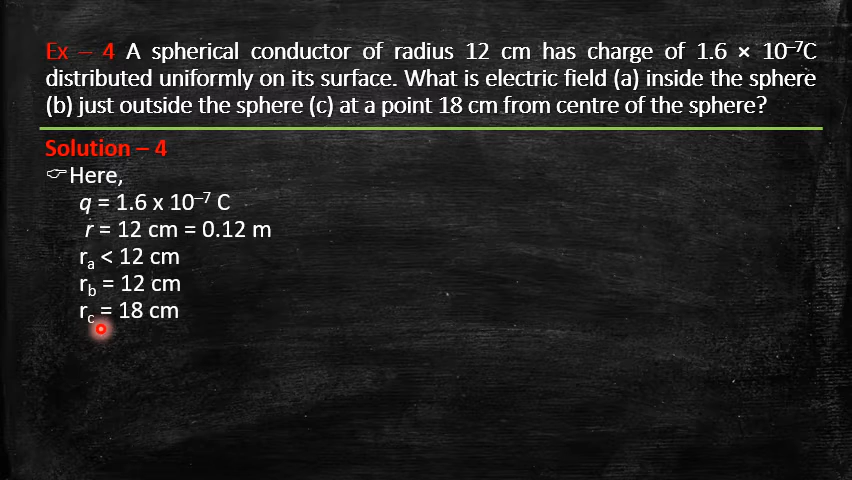 Ex – 4 A spherical conductor of radius 12 cm has charge of 1.6 × 10⁻⁷C
distributed uniformly on its surface. What is electric field (a) inside the sphere
(b) just outside the sphere (c) at a point 18 cm from centre of the sphere?
Solution – 4
☞Here,
q = 1.6 x 10⁻⁷ C
r = 12 cm = 0.12 m
rₐ < 12 cm
r_b = 12 cm
r_c = 18 cm